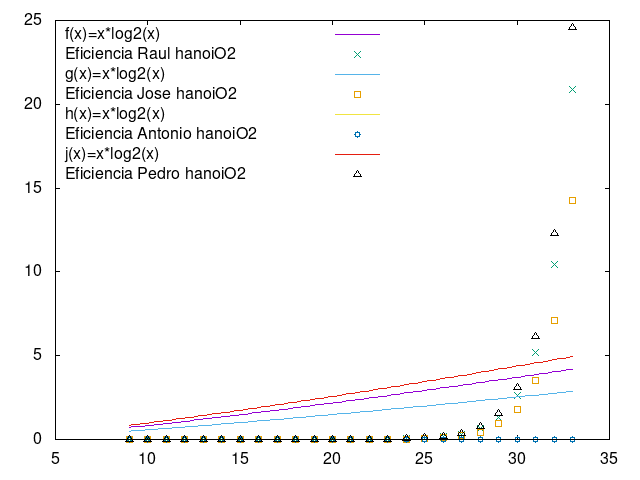 25
20
15
10
5
0
f(x)=x*log2(x)
Eficiencia Raul hanoiO2
g(x)=x*log2(x)
Eficiencia Jose hanoiO2
h(x)=x*log2(x)
Eficiencia Antonio hanoiO2
j(x)=x*log2(x)
Eficiencia Pedro hanoiO2
5 10 15 20 25 30 35